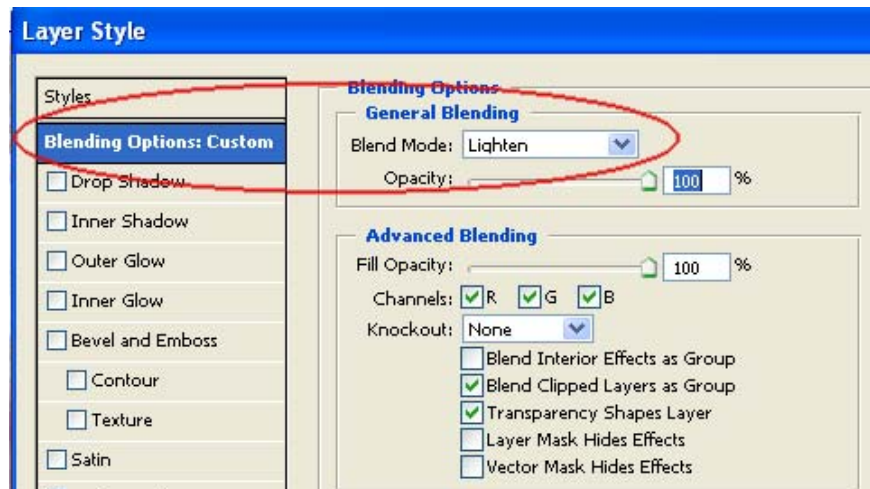 Layer Style
Styles
Blending Options: Custom
Drop Shadow
Inner Shadow
Outer Glow
Inner Glow
Bevel and Emboss
Contour
Texture
Satin
Blending Options
General Blending
Blend Mode: Lighten
Opacity: 100 %
Advanced Blending
Fill Opacity: 100 %
Channels: R G B
Knockout: None
Blend Interior Effects as Group
Blend Clipped Layers as Group
Transparency Shapes Layer
Layer Mask Hides Effects
Vector Mask Hides Effects